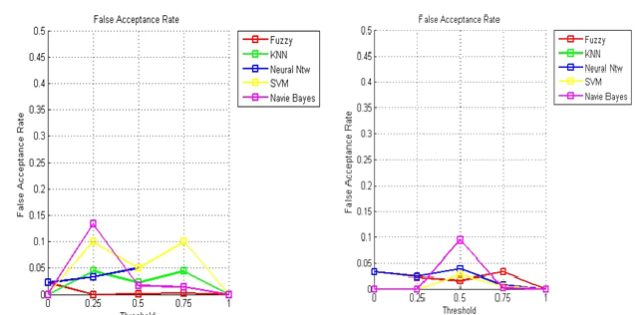 False Acceptance Rate
0.5
0.45
0.4
0.35
0.3
0.25
0.2
0.15
0.1
0.05
0
False Acceptance Rate
0
0.25
0.5
0.75
1
Threshold
Fuzzy
KNN
Neural Ntw
SVM
Navie Bayes
False Acceptance Rate
0.5
0.45
0.4
0.35
0.3
0.25
0.2
0.15
0.1
0.05
0
False Acceptance Rate
0
0.25
0.5
0.75
1
Threshold
Fuzzy
KNN
Neural Ntw
SVM
Navie Bayes